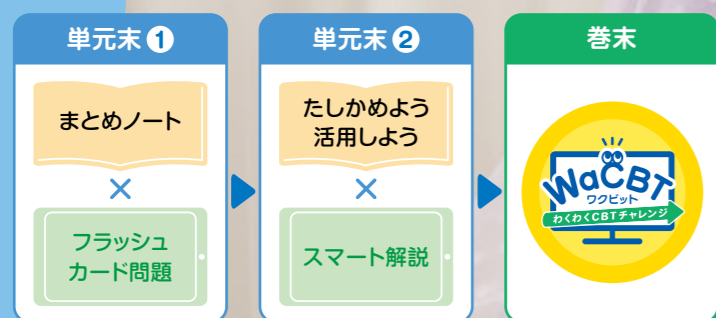 単元末❶
まとめノート
×
フラッシュ
カード問題
単元末❷
たしかめよう
活用しよう
×
スマート解説
巻末
WaCBT
ワクビット
わくわくCBTチャレンジ